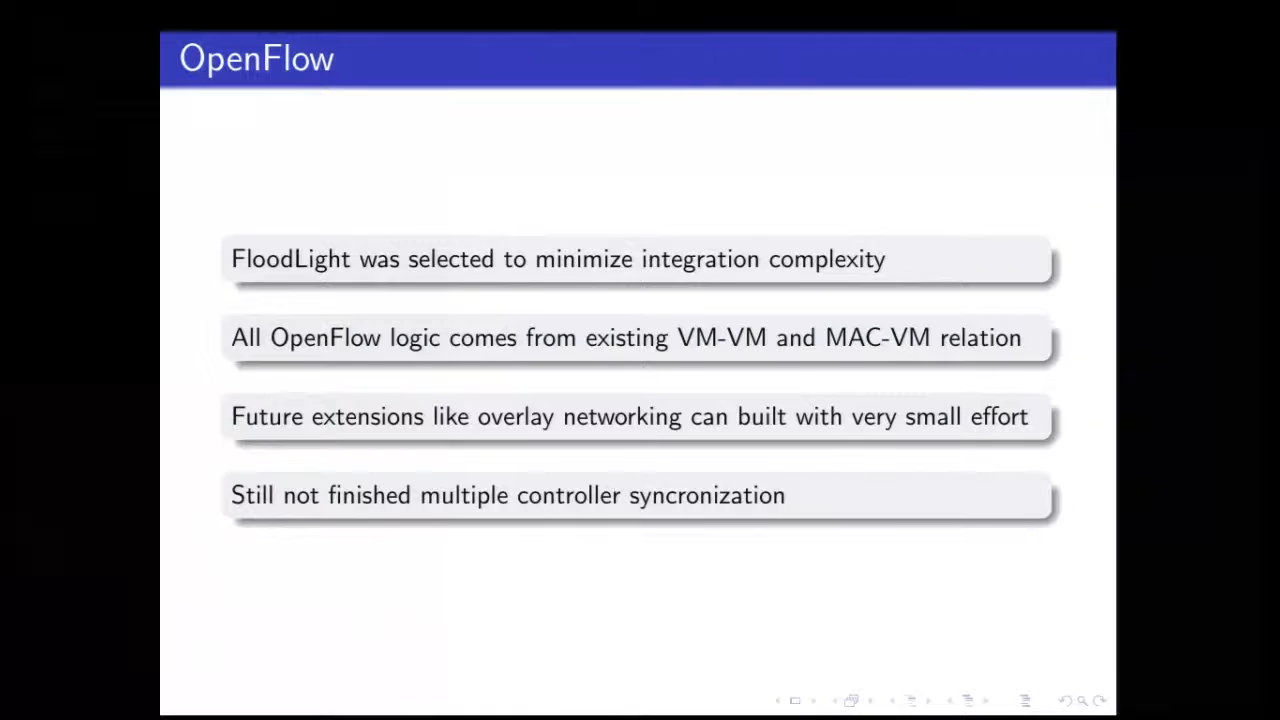 OpenFlow
FloodLight was selected to minimize integration complexity
All OpenFlow logic comes from existing VM-VM and MAC-VM relation
Future extensions like overlay networking can built with very small effort
Still not finished multiple controller syncronization